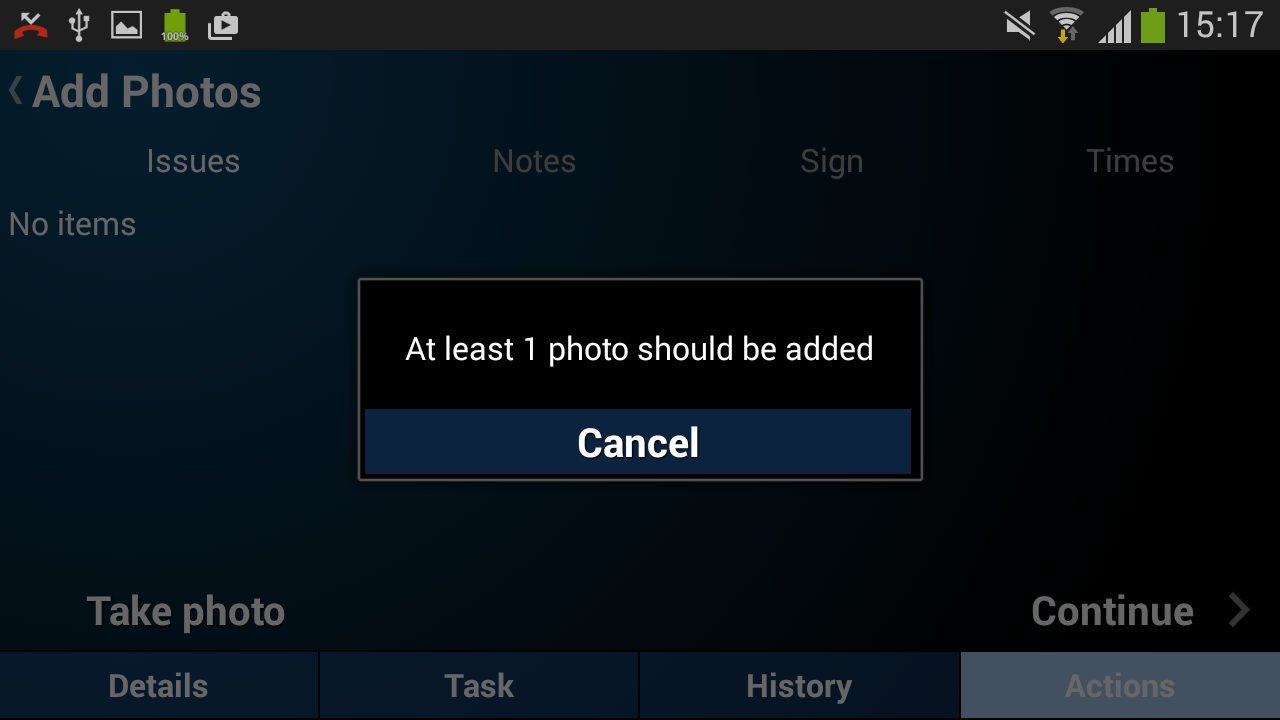 100%
15:17
Add Photos
Issues Notes Sign Times
No items
At least 1 photo should be added
Cancel
Take photo Continue
Details Task History Actions